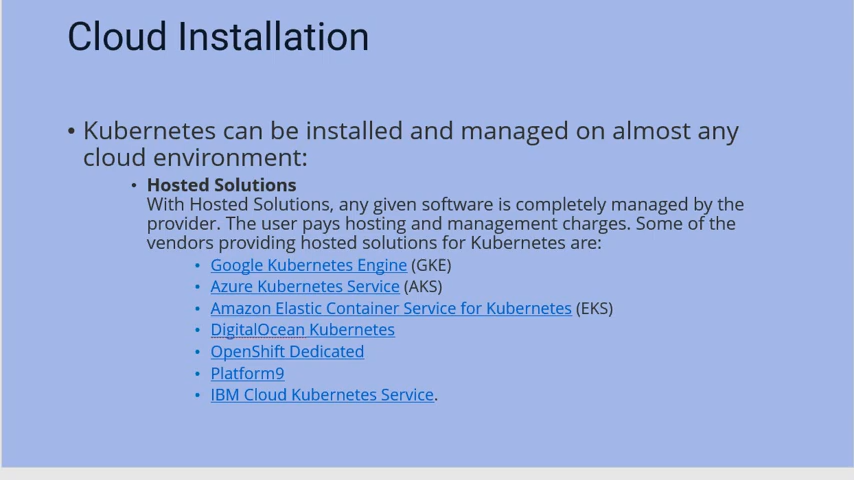 Cloud Installation
• Kubernetes can be installed and managed on almost any
cloud environment:
• Hosted Solutions
With Hosted Solutions, any given software is completely managed by the
provider. The user pays hosting and management charges. Some of the
vendors providing hosted solutions for Kubernetes are:
• Google Kubernetes Engine (GKE)
• Azure Kubernetes Service (AKS)
• Amazon Elastic Container Service for Kubernetes (EKS)
• DigitalOcean Kubernetes
• OpenShift Dedicated
• Platform9
• IBM Cloud Kubernetes Service.